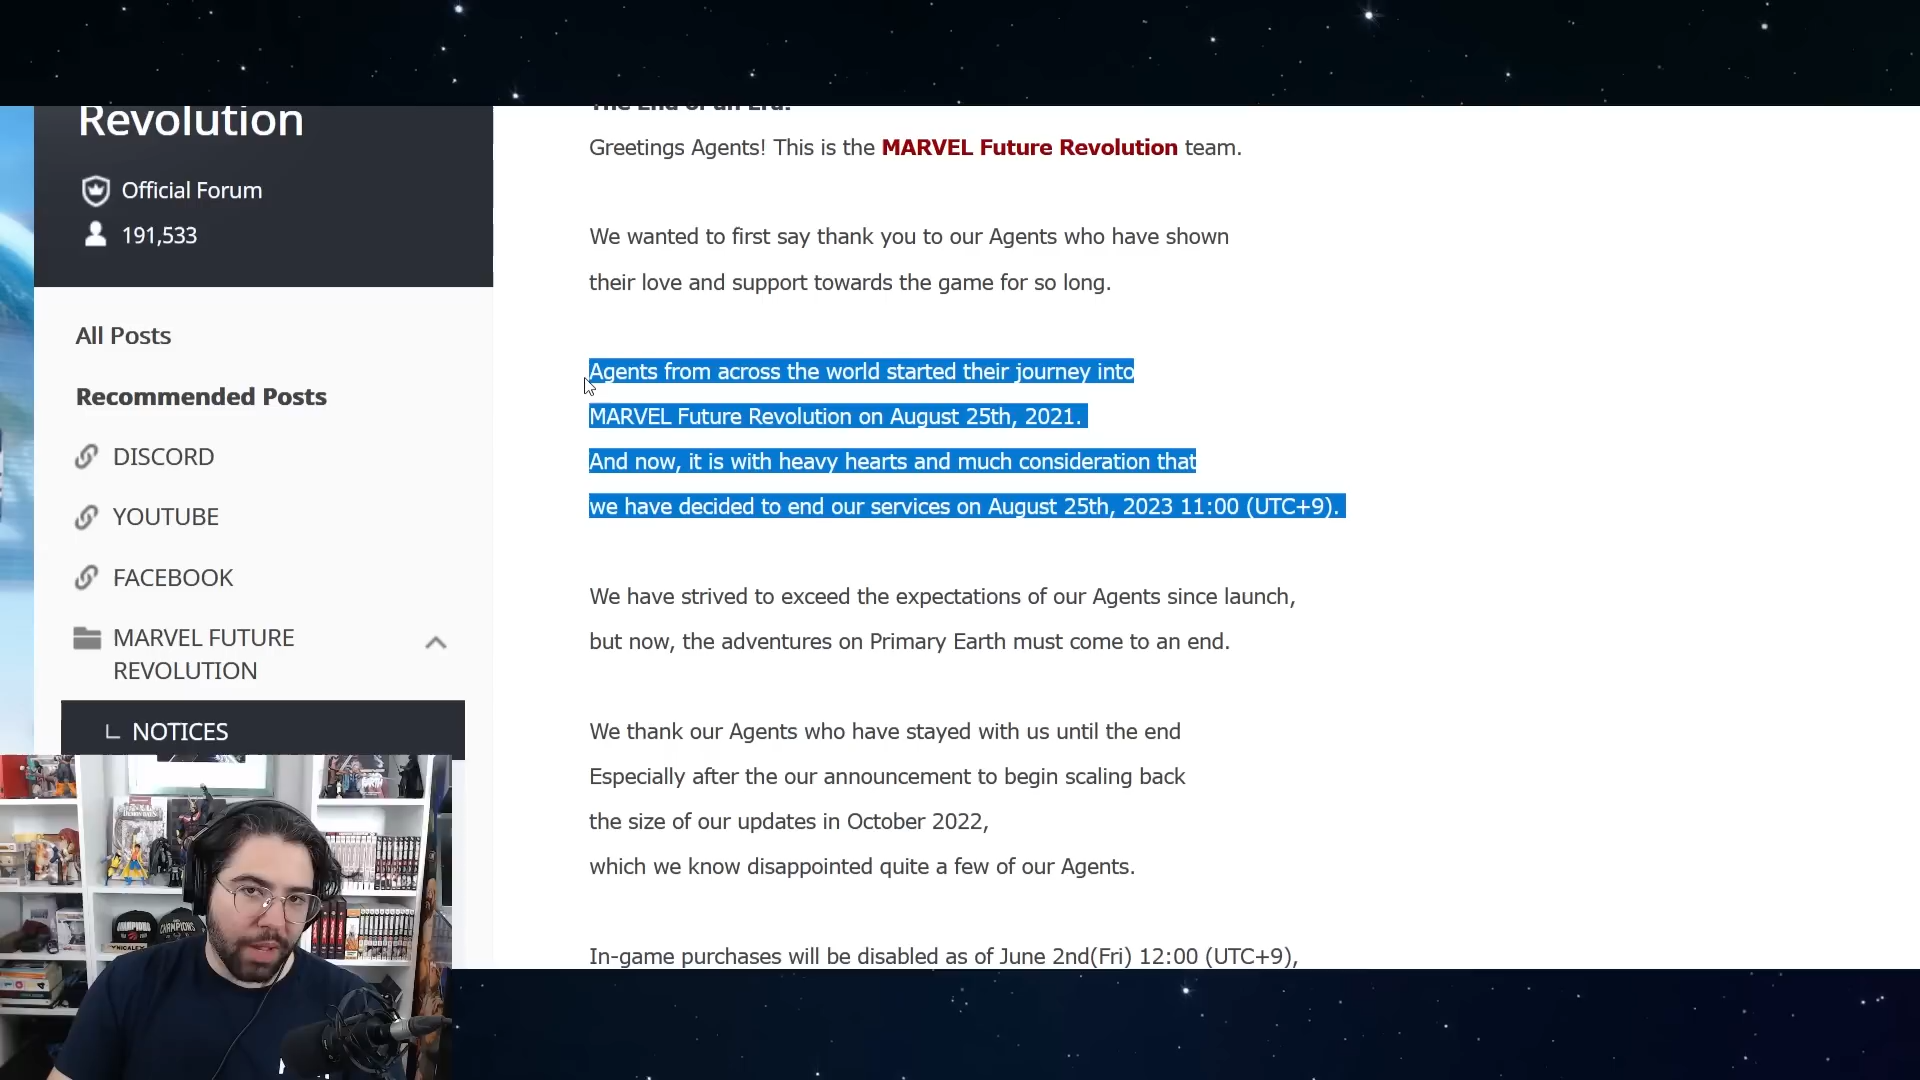 Revolution
Official Forum
191,533
All Posts
Recommended Posts
DISCORD
YOUTUBE
FACEBOOK
MARVEL FUTURE
REVOLUTION
NOTICES
The End of an Era.
Greetings Agents! This is the MARVEL Future Revolution team.
We wanted to first say thank you to our Agents who have shown
their love and support towards the game for so long.
Agents from across the world started their journey into
MARVEL Future Revolution on August 25th, 2021.
And now, it is with heavy hearts and much consideration that
we have decided to end our services on August 25th, 2023 11:00 (UTC+9).
We have strived to exceed the expectations of our Agents since launch,
but now, the adventures on Primary Earth must come to an end.
We thank our Agents who have stayed with us until the end
Especially after the our announcement to begin scaling back
the size of our updates in October 2022,
which we know disappointed quite a few of our Agents.
In-game purchases will be disabled as of June 2nd(Fri) 12:00 (UTC+9),
CHAMPIONS